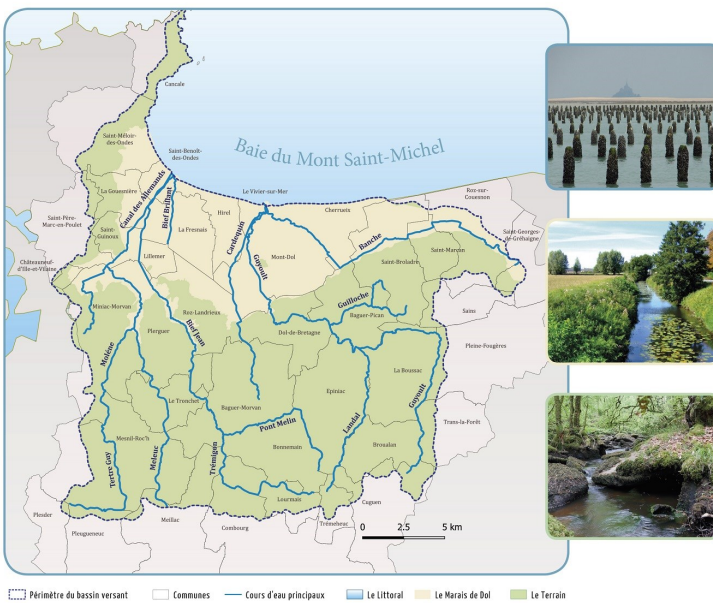 Cancale
Saint-Méloir-
des-Ondes
Saint-Benoît-
des-Ondes
Baie du Mont Saint-Michel
La Gouesnière
Canal des Allemands
Bief Brillant
Le Vivier-sur-Mer
Roz-sur-
Couesnon
Saint-Père-
Marc-en-Poulet
Hirel
Cherrueix
La Fresnais
Cardequin
Saint-
Guinoux
Banche
Saint-Georges-
de-Gréhaigne
Châteauneuf-
d'Ille-et-Vilaine
Lillemer
Guyoult
Mont-Dol
Saint-Marcan
Saint-Broladre
Miniac-Morvan
Roz-Landrieux
Guilloche
Baguer-Pican
Sains
Plerguer
Bief Jean
Dol-de-Bretagne
Pleine-Fougères
Molène
La Boussac
Le Tronchet
Baguer-Morvan
Epiniac
Guyoult
Pont Melin
Landal
Trans-la-Forêt
Mesnil-Roc'h
Bonnemain
Broualan
Tertre Guy
Meleuc
Trémigon
Lourmais
Cuguen
Plesder
Pleugueneuc
Meillac
Combourg
Trémeheuc
0 2.5 5 km
Périmètre du bassin versant Communes Cours d'eau principaux Le Littoral Le Marais de Dol Le Terrain